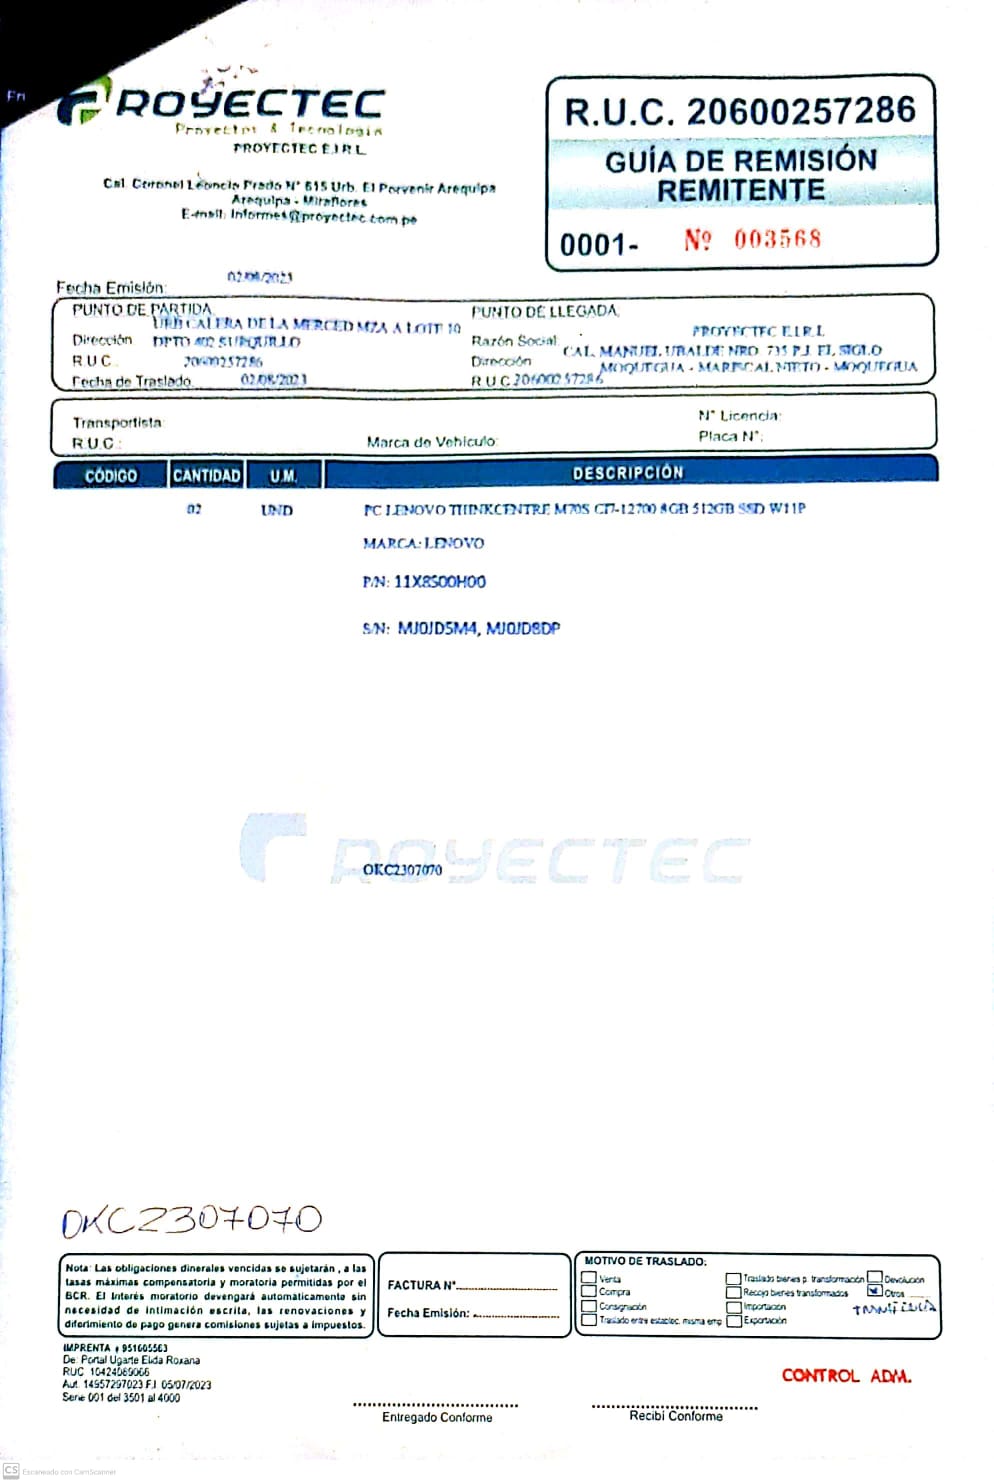 ROYECTEC
Proyectos & Tecnología
PROYECTEC E.I.R.L.
Cal. Coronel Leoncio Prado N° 615 Urb. El Porvenir Arequipa
Arequipa - Miraflores
E-mail: Informes@proyectec.com.pe
R.U.C. 20600257286
GUÍA DE REMISIÓN
REMITENTE
0001- Nº 003568
Fecha Emisión: 02/08/2023
PUNTO DE PARTIDA
URB CALERA DE LA MERCED MZA A LOTE 10
Dirección DPTO 402 SURQUILLO
R.U.C. 20600257286
Fecha de Traslado 02/08/2023
PUNTO DE LLEGADA:
Razón Social: PROYECTEC E.I.R.L
Dirección CAL. MANUEL UBALDE NRO. 735 P.J. EL SIGLO
MOQUEGUA - MARISCAL NIETO - MOQUEGUA
R.U.C 20600257286
Transportista:
R.U.C.:
Marca de Vehículo:
N° Licencia:
Placa N°:
CÓDIGO CANTIDAD U.M. DESCRIPCIÓN
02 UND PC LENOVO THINKCENTRE M70S CI7-12700 8GB 512GB SSD W11P
MARCA: LENOVO
P/N: 11X8S00H00
S/N: MJ0JD5M4, MJ0JD8DP
ROYECTEC
OKC2307070
OKC2307070
Nota: Las obligaciones dinerales vencidas se sujetarán , a las
tasas máximas compensatoria y moratoria permitidas por el
BCR. El Interés moratorio devengará automáticamente sin
necesidad de intimación escrita, las renovaciones y
diferimiento de pago genera comisiones sujetas a impuestos.
FACTURA N°
Fecha Emisión:
MOTIVO DE TRASLADO:
Venta
Compra
Consignación
Traslado entre establec. misma emp
Traslado bienes p. transformación
Recojo bienes transformados
Importación
Exportación
Devolución
Otros
IMPRENTA 951605563
De: Portal Ugarte Elida Roxana
RUC 10424089066
Aut. 14957297023 F.I. 05/07/2023
Serie 001 del 3501 al 4000
CONTROL ADM.
Entregado Conforme
Recibí Conforme
CS Escaneado con CamScanner